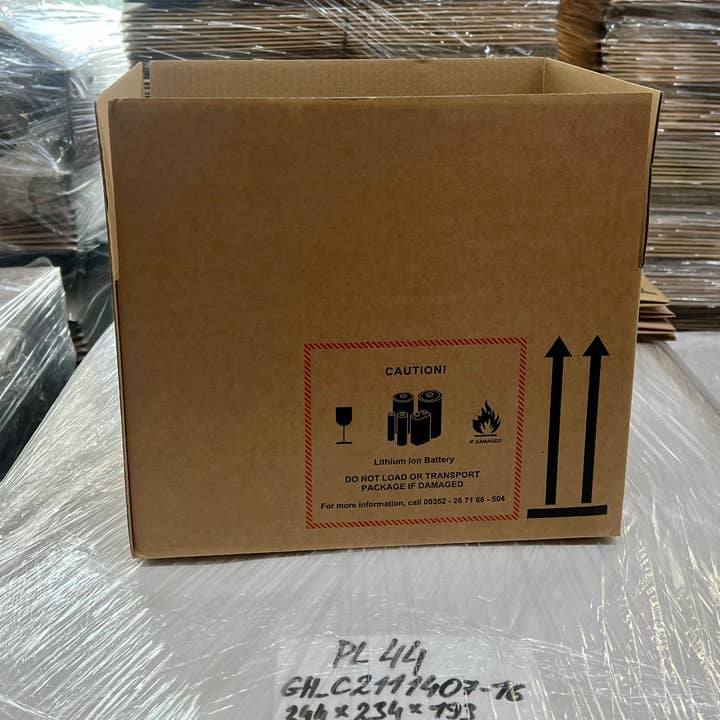 CAUTION!
IF DAMAGED
Lithium Ion Battery
DO NOT LOAD OR TRANSPORT
PACKAGE IF DAMAGED
For more information, call 00352 - 26 71 66 - 504
PL 44
GH_C2111407-16
244 x 234 x 193